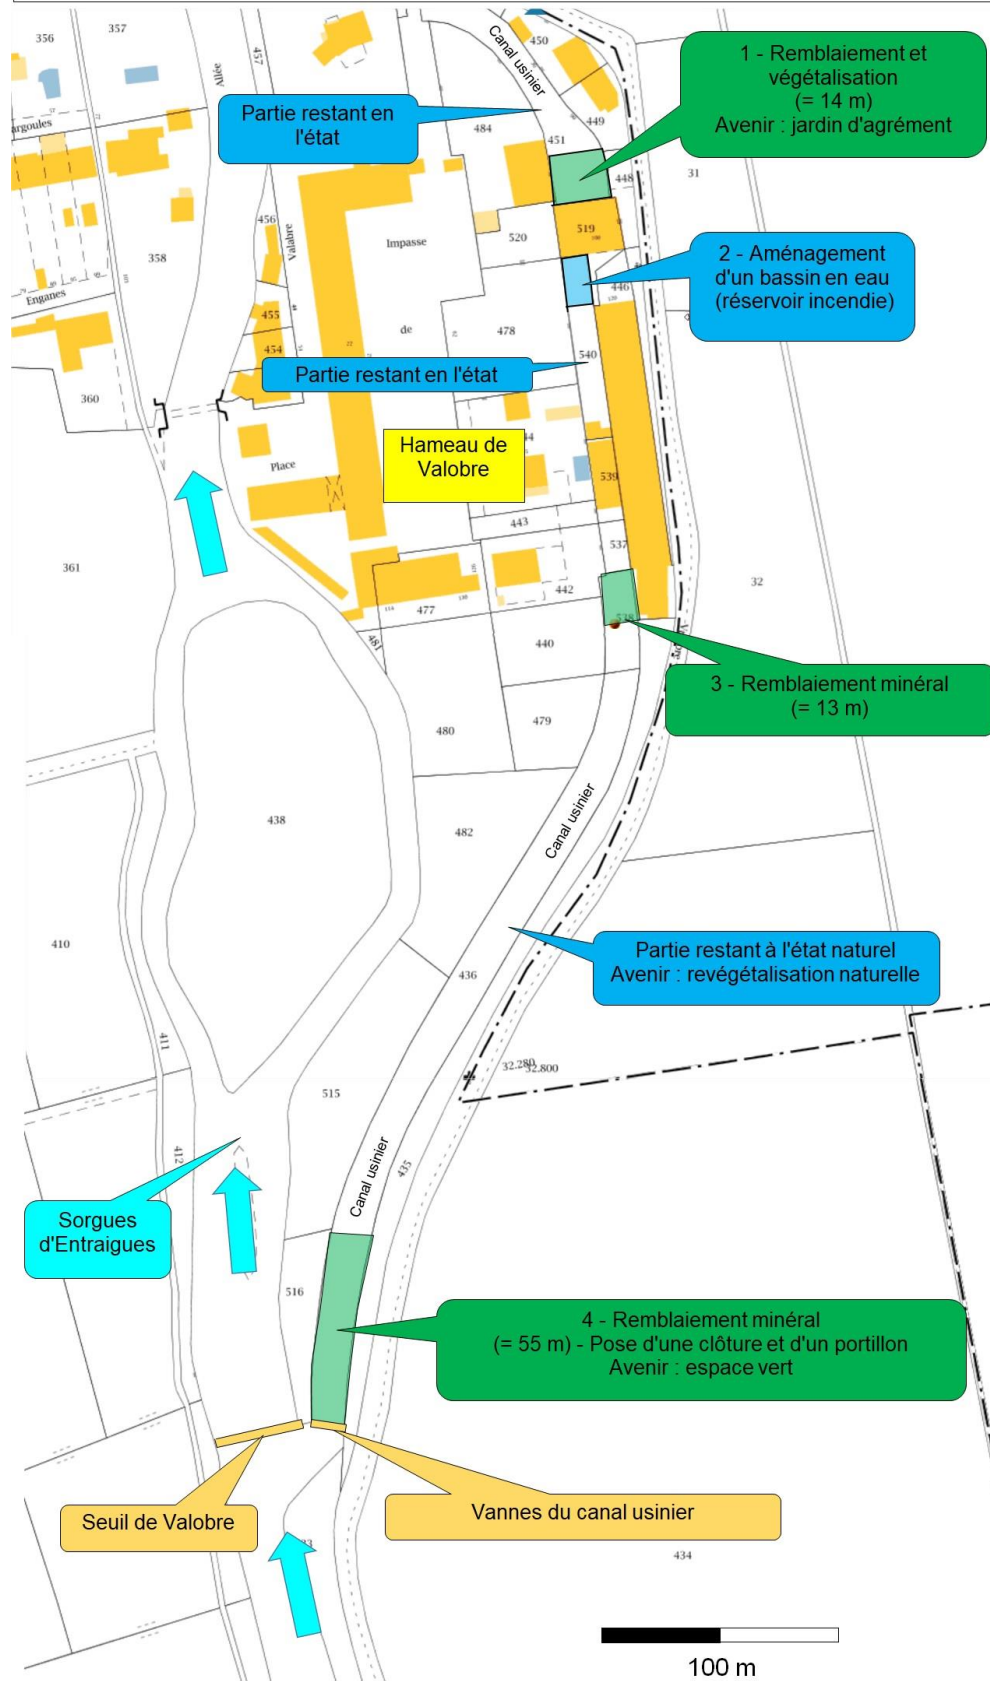 356
357
457
Allée
Canal usinier
450
1 - Remblaiement et
végétalisation
(= 14 m)
Avenir : jardin d'agrément
Partie restant en
l'état
argoules
484
451
449
448
31
358
456
Valabre
Impasse
520
519
2 - Aménagement
d'un bassin en eau
(réservoir incendie)
Enganes
455
454
de
478
446
540
360
Partie restant en l'état
Place
Hameau de
Valobre
44
539
443
537
361
442
477
32
538
481
440
3 - Remblaiement minéral
(= 13 m)
480
479
Canal usinier
438
482
410
436
Partie restant à l'état naturel
Avenir : revégétalisation naturelle
411
32.280
32.800
515
412
Canal usinier
435
Sorgues
d'Entraigues
516
4 - Remblaiement minéral
(= 55 m) - Pose d'une clôture et d'un portillon
Avenir : espace vert
Seuil de Valobre
Vannes du canal usinier
434
100 m